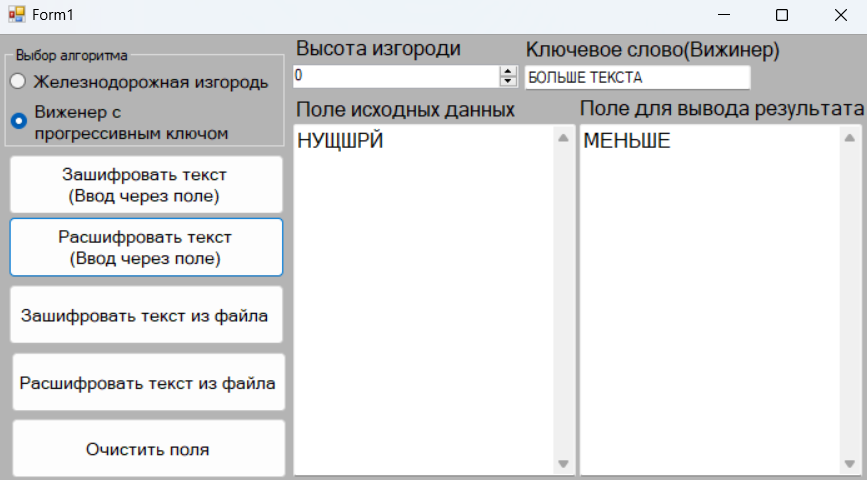 Form1
Выбор алгоритма
Железнодорожная изгородь
Виженер с
прогрессивным ключом
Зашифровать текст
(Ввод через поле)
Расшифровать текст
(Ввод через поле)
Зашифровать текст из файла
Расшифровать текст из файла
Очистить поля
Высота изгороди
0
Ключевое слово(Вижинер)
БОЛЬШЕ ТЕКСТА
Поле исходных данных
НУЩШРЙ
Поле для вывода результата
МЕНЬШЕ